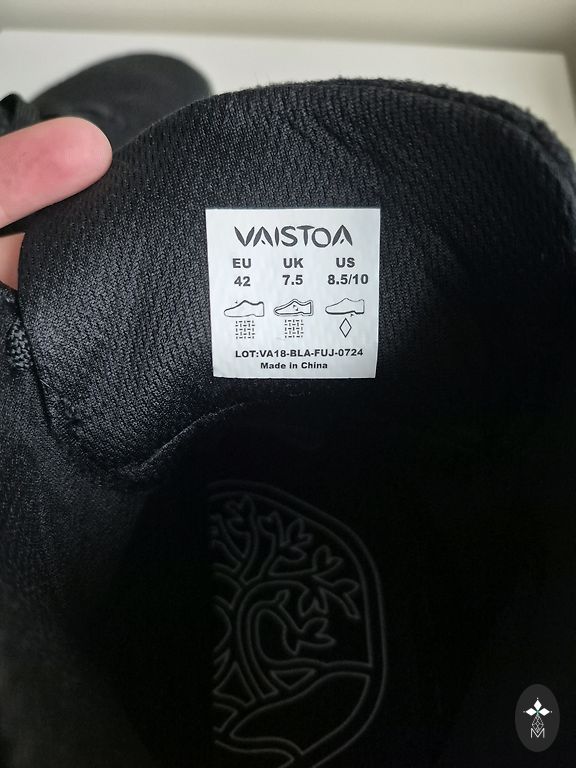 VAISTOA
EU UK US
42 7.5 8.5/10
LOT:VA18-BLA-FUJ-0724
Made in China
M